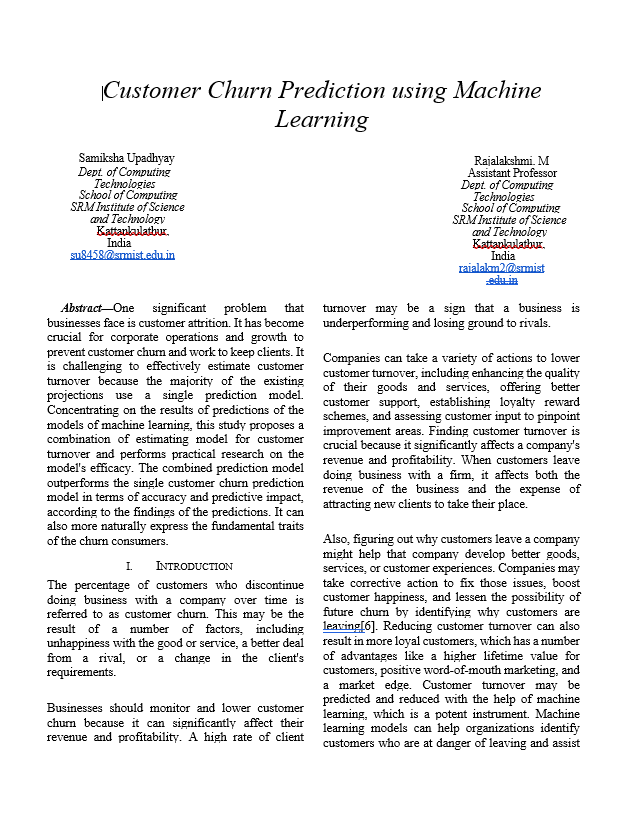 Customer Churn Prediction using Machine
Learning
Samiksha Upadhyay
Dept. of Computing
Technologies
School of Computing
SRM Institute of Science
and Technology
Kattankulathur,
India
su8458@srmist.edu.in
Rajalakshmi. M
Assistant Professor
Dept. of Computing
Technologies
School of Computing
SRM Institute of Science
and Technology
Kattankulathur,
India
rajalakm2@srmist
.edu.in
Abstract—One significant problem that
businesses face is customer attrition. It has become
crucial for corporate operations and growth to
prevent customer churn and work to keep clients. It
is challenging to effectively estimate customer
turnover because the majority of the existing
projections use a single prediction model.
Concentrating on the results of predictions of the
models of machine learning, this study proposes a
combination of estimating model for customer
turnover and performs practical research on the
model's efficacy. The combined prediction model
outperforms the single customer churn prediction
model in terms of accuracy and predictive impact,
according to the findings of the predictions. It can
also more naturally express the fundamental traits
of the churn consumers.
I. INTRODUCTION
The percentage of customers who discontinue
doing business with a company over time is
referred to as customer churn. This may be the
result of a number of factors, including
unhappiness with the good or service, a better deal
from a rival, or a change in the client's
requirements.
Businesses should monitor and lower customer
churn because it can significantly affect their
revenue and profitability. A high rate of client
turnover may be a sign that a business is
underperforming and losing ground to rivals.
Companies can take a variety of actions to lower
customer turnover, including enhancing the quality
of their goods and services, offering better
customer support, establishing loyalty reward
schemes, and assessing customer input to pinpoint
improvement areas. Finding customer turnover is
crucial because it significantly affects a company's
revenue and profitability. When customers leave
doing business with a firm, it affects both the
revenue of the business and the expense of
attracting new clients to take their place.
Also, figuring out why customers leave a company
might help that company develop better goods,
services, or customer experiences. Companies may
take corrective action to fix those issues, boost
customer happiness, and lessen the possibility of
future churn by identifying why customers are
leaving[6]. Reducing customer turnover can also
result in more loyal customers, which has a number
of advantages like a higher lifetime value for
customers, positive word-of-mouth marketing, and
a market edge. Customer turnover may be
predicted and reduced with the help of machine
learning, which is a potent instrument. Machine
learning models can help organizations identify
customers who are at danger of leaving and assist